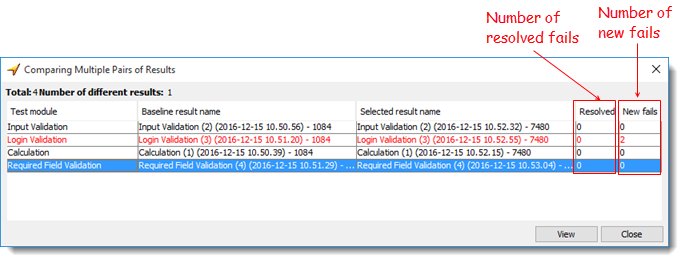 Number of
resolved fails
Number of
new fails
Comparing Multiple Pairs of Results
Total: 4 Number of different results: 1
Test module Baseline result name Selected result name Resolved New fails
Input Validation Input Validation (2) (2016-12-15 10.50.56) - 1084 Input Validation (2) (2016-12-15 10.52.32) - 7480 0 0
Login Validation Login Validation (3) (2016-12-15 10.51.20) - 1084 Login Validation (3) (2016-12-15 10.52.55) - 7480 0 2
Calculation Calculation (1) (2016-12-15 10.50.39) - 1084 Calculation (1) (2016-12-15 10.52.15) - 7480 0 0
Required Field Validation Required Field Validation (4) (2016-12-15 10.51.29) - ... Required Field Validation (4) (2016-12-15 10.53.04) - ... 0 0
View Close